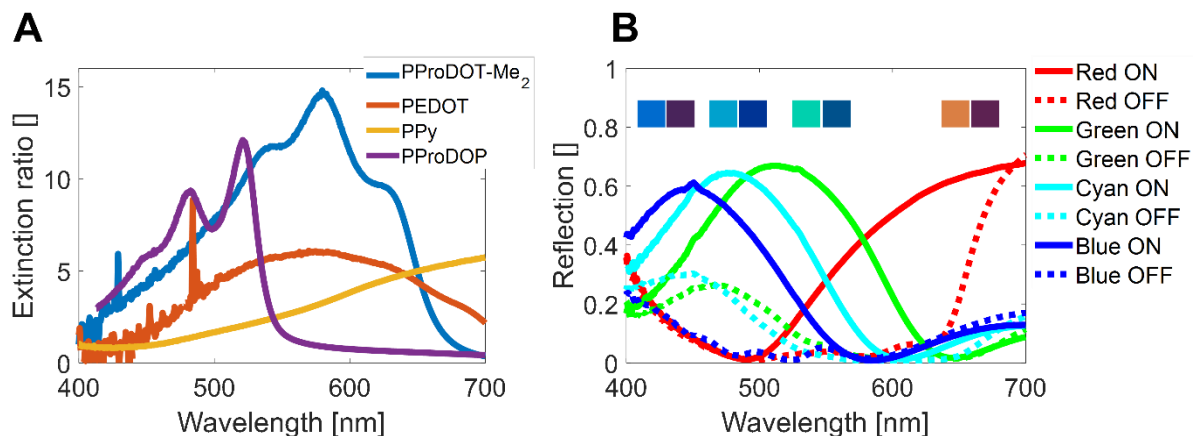 A
Extinction ratio []
15
10
5
0
400
500
600
700
Wavelength [nm]
PProDOT-Me2
PEDOT
PPy
PProDOP
B
Reflection []
1
0.8
0.6
0.4
0.2
0
400
500
600
700
Wavelength [nm]
Red ON
Red OFF
Green ON
Green OFF
Cyan ON
Cyan OFF
Blue ON
Blue OFF